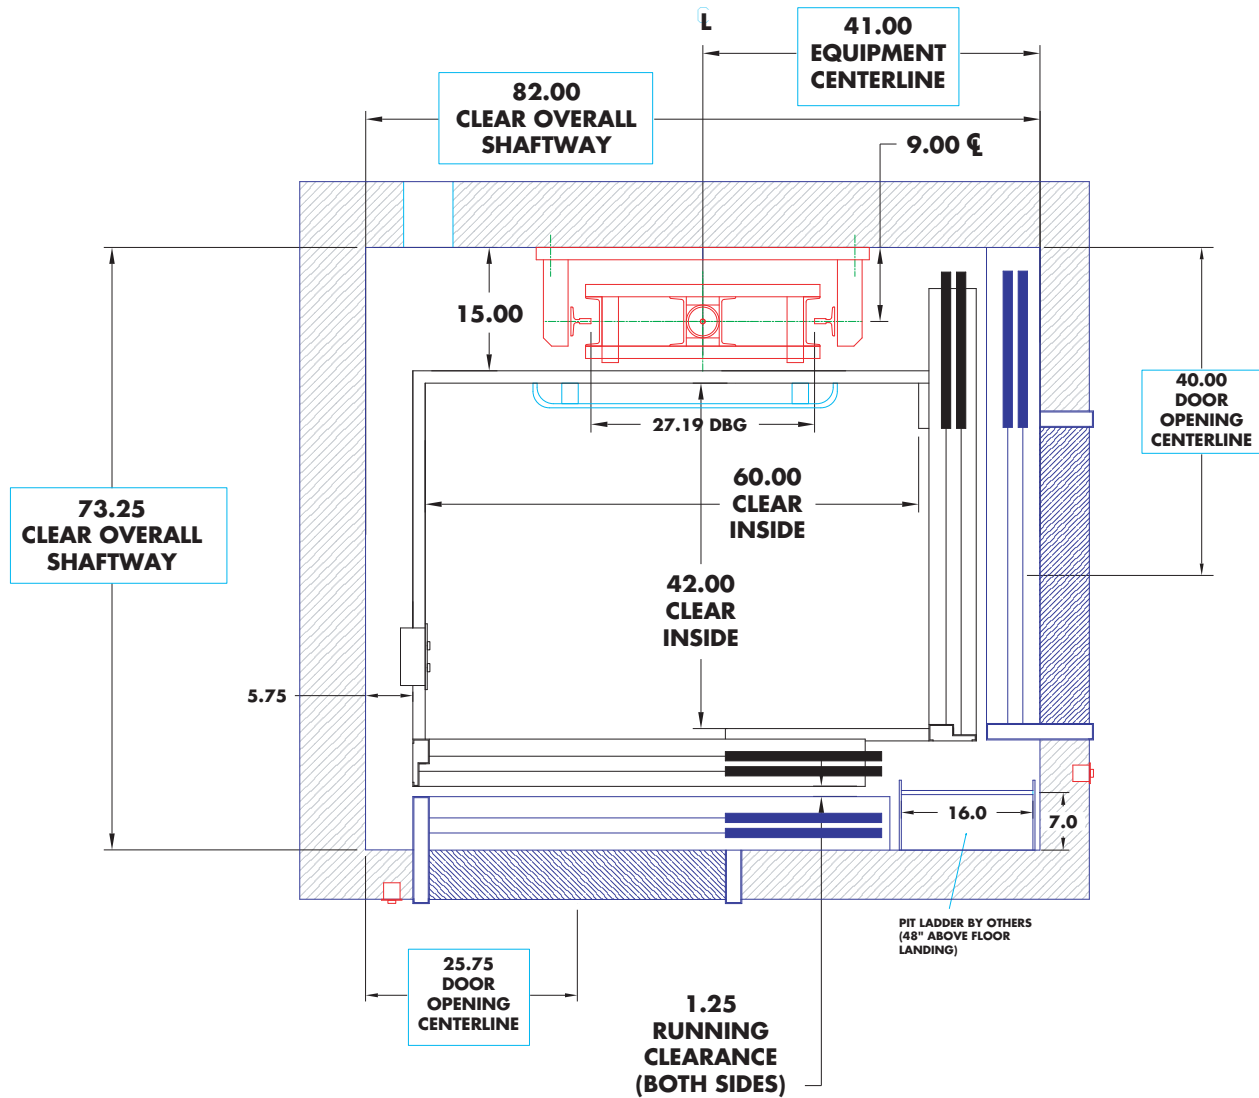 L
41.00
EQUIPMENT
CENTERLINE
82.00
CLEAR OVERALL
SHAFTWAY
9.00 ℄
15.00
40.00
DOOR
OPENING
CENTERLINE
27.19 DBG
60.00
CLEAR
INSIDE
73.25
CLEAR OVERALL
SHAFTWAY
42.00
CLEAR
INSIDE
5.75
16.0
7.0
PIT LADDER BY OTHERS
(48" ABOVE FLOOR
LANDING)
25.75
DOOR
OPENING
CENTERLINE
1.25
RUNNING
CLEARANCE
(BOTH SIDES)